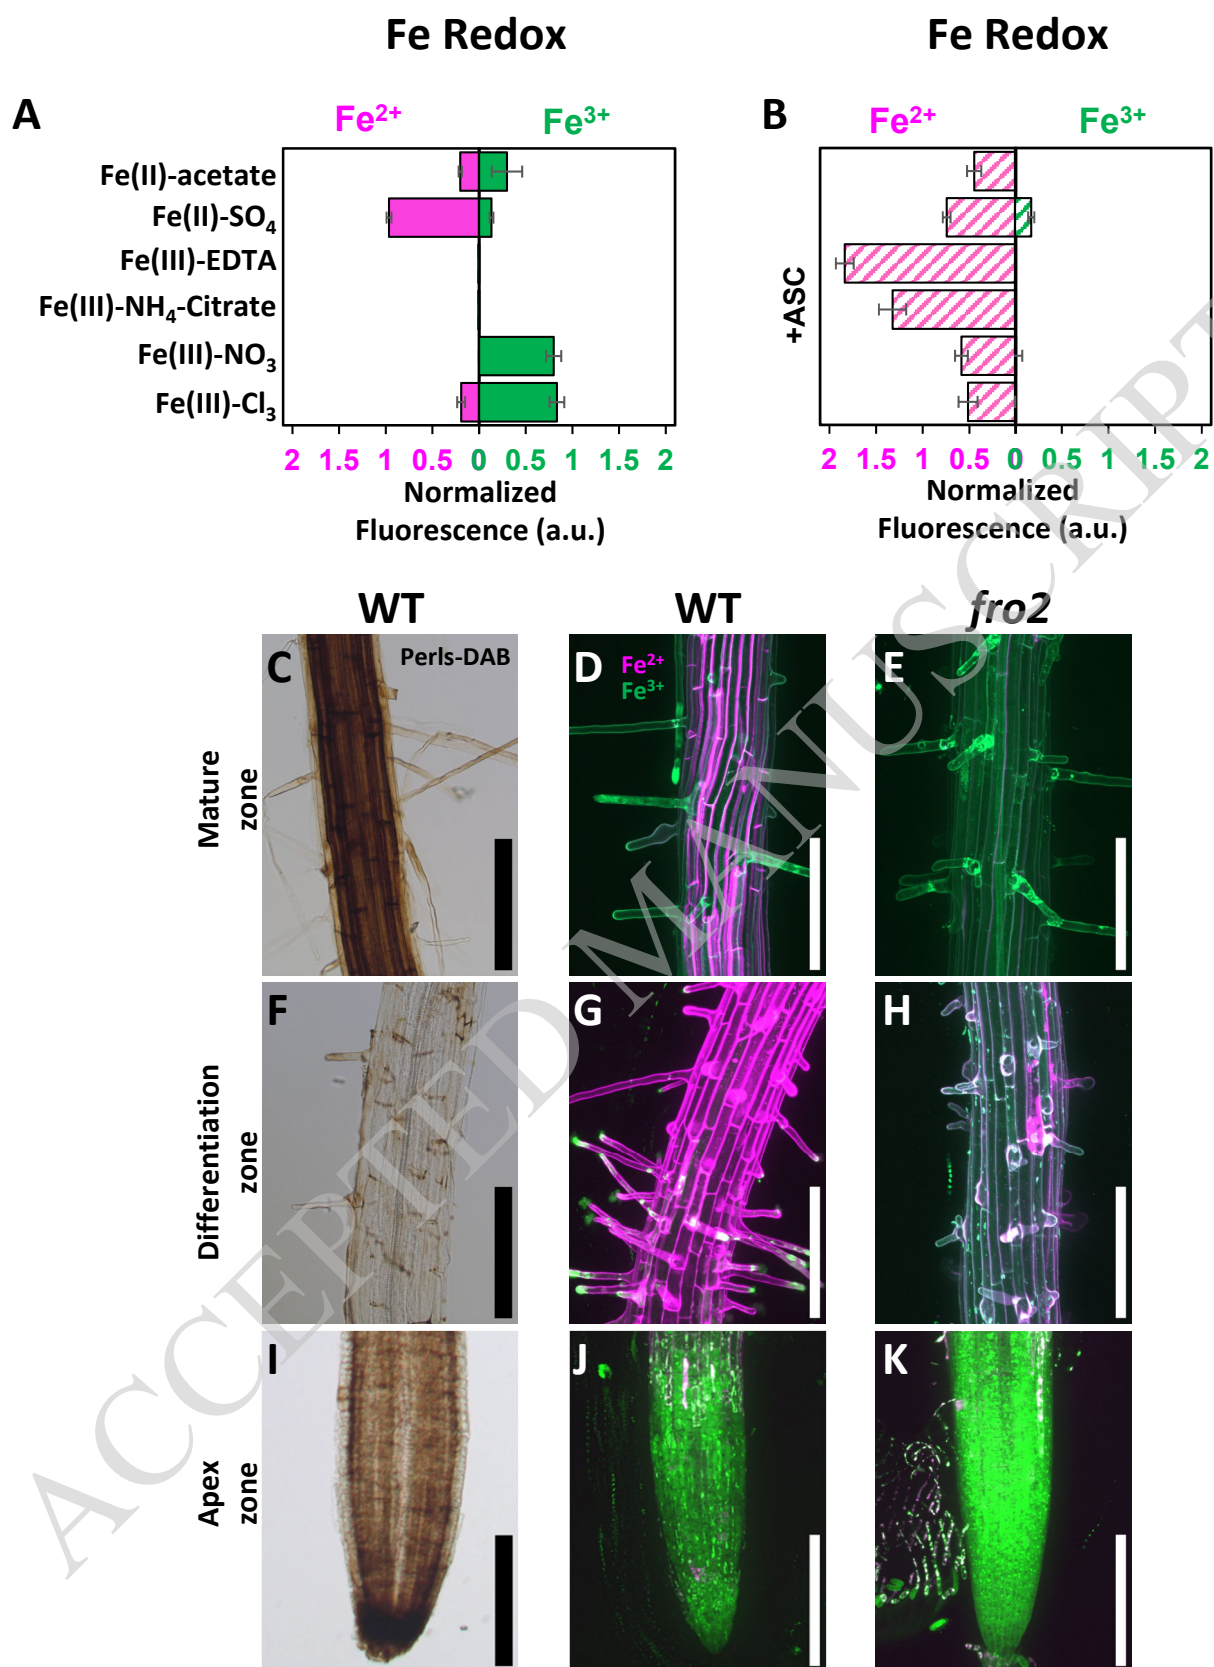 Fe Redox
Fe Redox
A
Fe²⁺
Fe³⁺
B
Fe²⁺
Fe³⁺
Fe(II)-acetate
Fe(II)-SO₄
Fe(III)-EDTA
Fe(III)-NH₄-Citrate
Fe(III)-NO₃
Fe(III)-Cl₃
+ASC
2 1.5 1 0.5 0 0.5 1 1.5 2
2 1.5 1 0.5 0 0.5 1 1.5 2
Normalized
Fluorescence (a.u.)
Normalized
Fluorescence (a.u.)
WT
WT
fro2
Mature
zone
C
Perls-DAB
D
Fe²⁺
Fe³⁺
E
Differentiation
zone
F
G
H
Apex
zone
I
J
K
ACCEPTED MANUSCRIPT